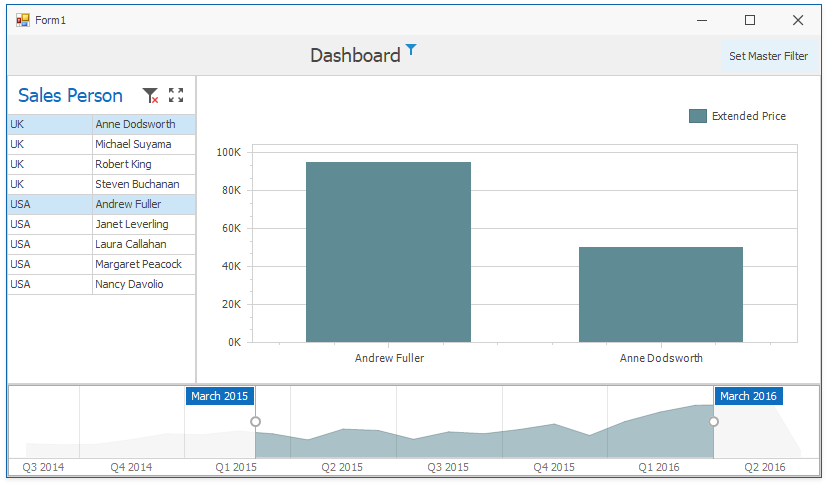 Form1
Dashboard
Set Master Filter
Sales Person
UK Anne Dodsworth
UK Michael Suyama
UK Robert King
UK Steven Buchanan
USA Andrew Fuller
USA Janet Leverling
USA Laura Callahan
USA Margaret Peacock
USA Nancy Davolio
Extended Price
100K
80K
60K
40K
20K
0K
Andrew Fuller Anne Dodsworth
March 2015 March 2016
Q3 2014 Q4 2014 Q1 2015 Q2 2015 Q3 2015 Q4 2015 Q1 2016 Q2 2016